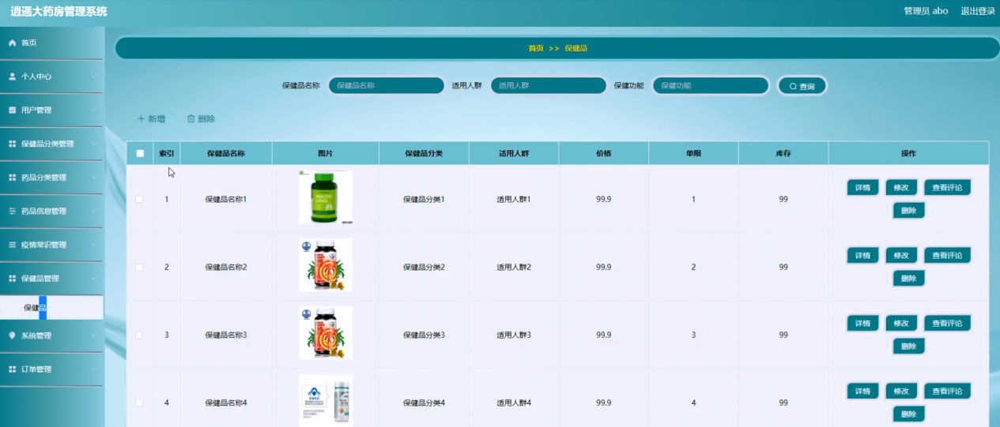 逍遥大药房管理系统
管理员 abo 退出登录
首页
个人中心
用户管理
保健品分类管理
药品分类管理
药品信息管理
疫情常识管理
保健品管理
保健品
系统管理
订单管理
首页 >> 保健品
保健品名称 保健品名称 适用人群 适用人群 保健功能 保健功能 查询
新增 删除
索引 保健品名称 图片 保健品分类 适用人群 价格 单限 库存 操作
1 保健品名称1 保健品分类1 适用人群1 99.9 1 99 详情 修改 查看评论
删除
2 保健品名称2 保健品分类2 适用人群2 99.9 2 99 详情 修改 查看评论
删除
3 保健品名称3 保健品分类3 适用人群3 99.9 3 99 详情 修改 查看评论
删除
4 保健品名称4 保健品分类4 适用人群4 99.9 4 99 详情 修改 查看评论
删除